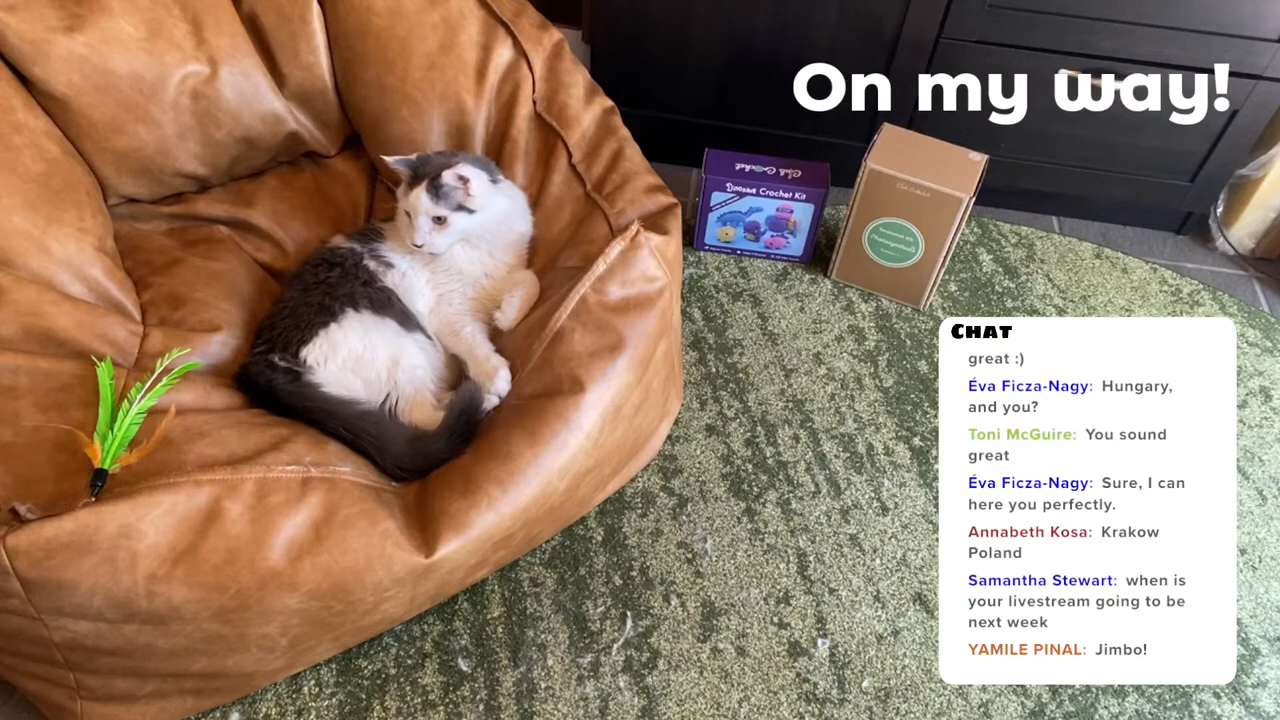 On my way!
Club Crochet
Dinosaur Crochet Kit
Chat
great :)
Éva Ficza-Nagy: Hungary,
and you?
Toni McGuire: You sound
great
Éva Ficza-Nagy: Sure, I can
here you perfectly.
Annabeth Kosa: Krakow
Poland
Samantha Stewart: when is
your livestream going to be
next week
YAMILE PINAL: Jimbo!